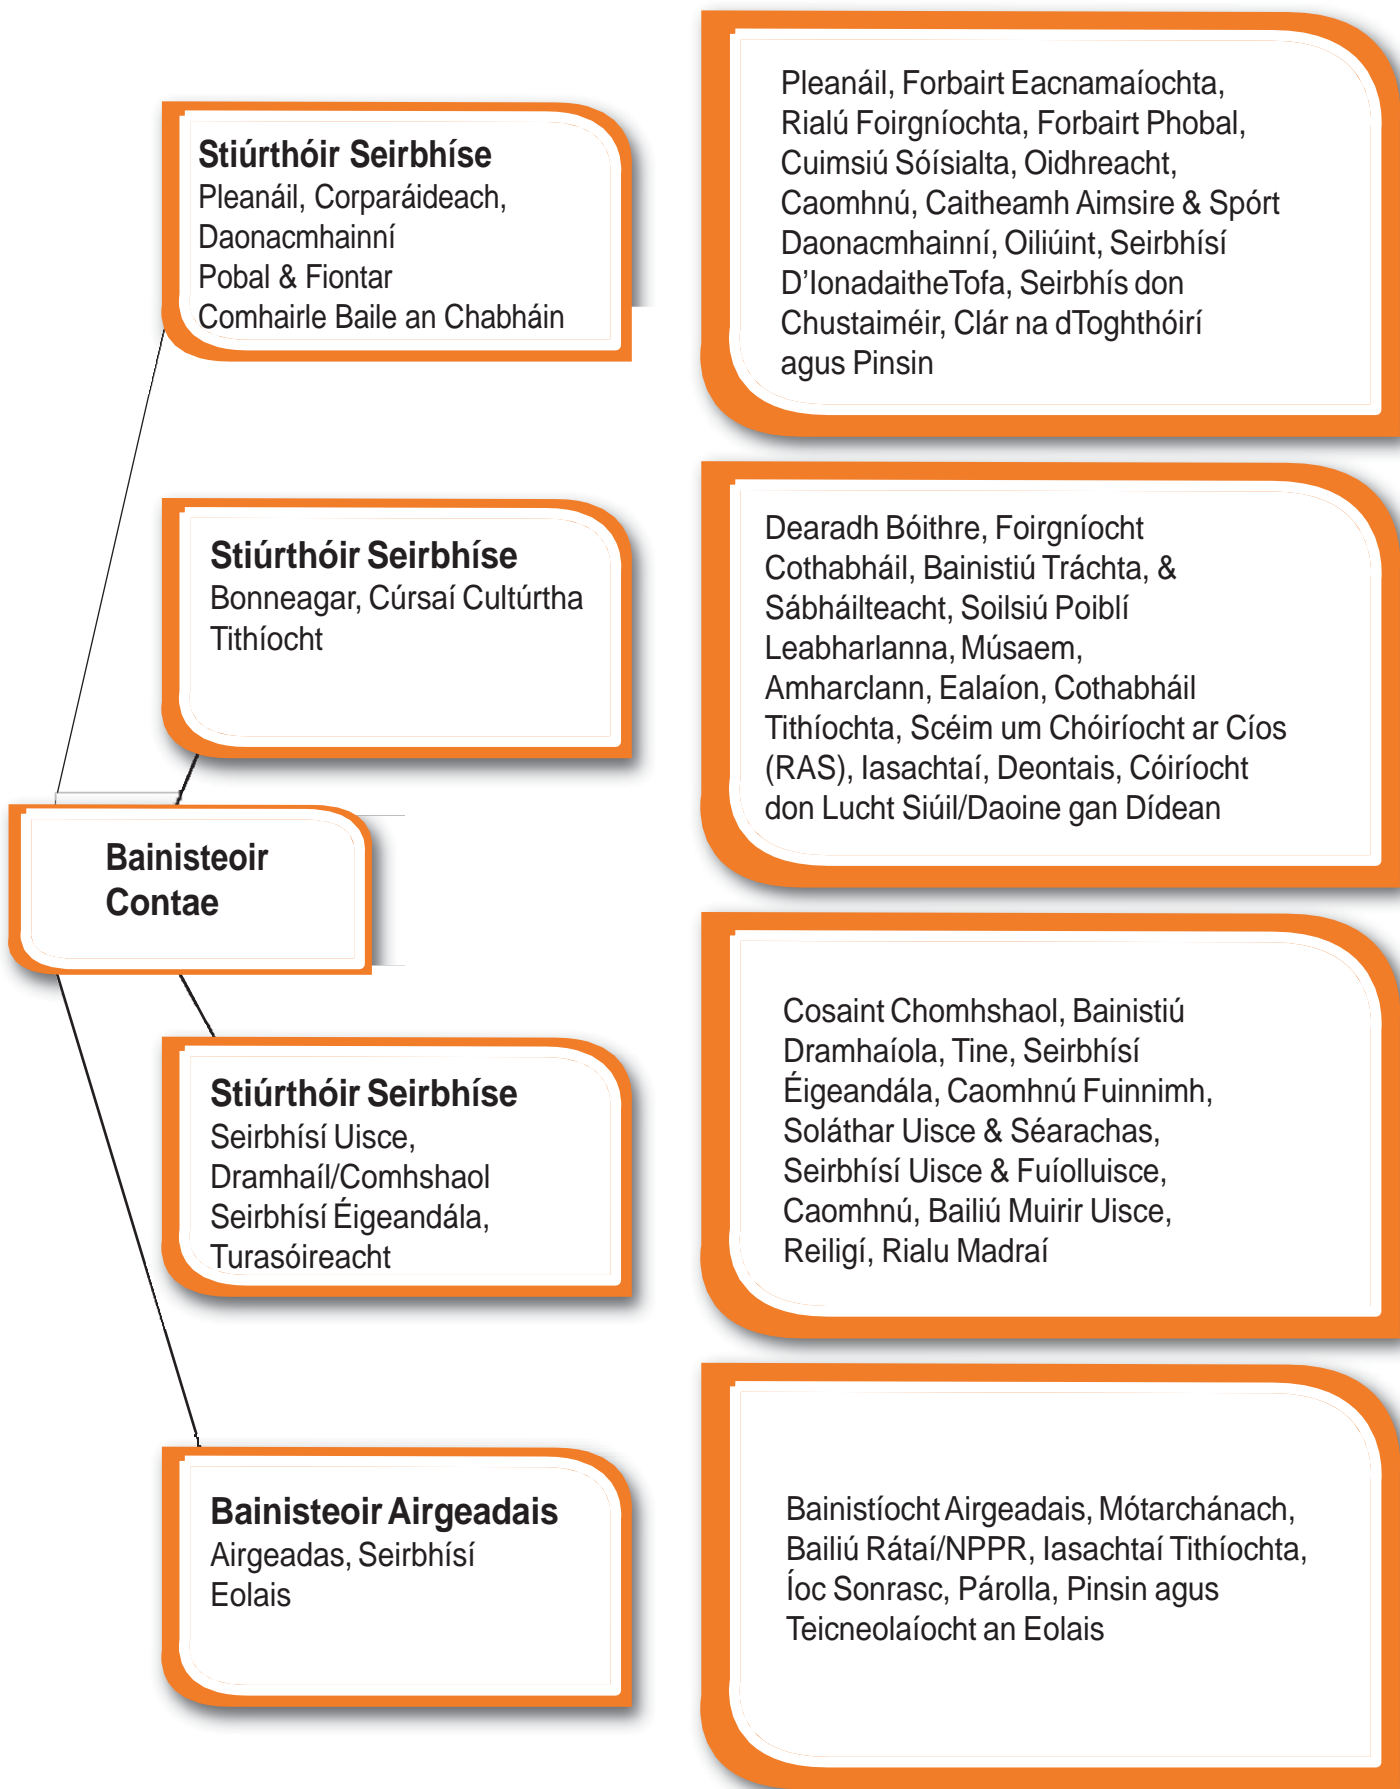 Stiúrthóir Seirbhíse
Pleanáil, Corparáideach,
Daonacmhainní
Pobal & Fiontar
Comhairle Baile an Chabháin
Pleanáil, Forbairt Eacnamaíochta,
Rialú Foirgníochta, Forbairt Phobal,
Cuimsiú Sóísialta, Oidhreacht,
Caomhnú, Caitheamh Aimsire & Spórt
Daonacmhainní, Oiliúint, Seirbhísí
D'IonadaitheTofa, Seirbhís don
Chustaiméir, Clár na dToghthóirí
agus Pinsin
Stiúrthóir Seirbhíse
Bonneagar, Cúrsaí Cultúrtha
Tithíocht
Dearadh Bóithre, Foirgníocht
Cothabháil, Bainistiú Tráchta, &
Sábháilteacht, Soilsiú Poiblí
Leabharlanna, Músaem,
Amharclann, Ealaíon, Cothabháil
Tithíochta, Scéim um Chóiríocht ar Cíos
(RAS), Iasachtaí, Deontais, Cóiríocht
don Lucht Siúil/Daoine gan Dídean
Bainisteoir
Contae
Stiúrthóir Seirbhíse
Seirbhísí Uisce,
Dramhaíl/Comhshaol
Seirbhísí Éigeandála,
Turasóireacht
Cosaint Chomhshaol, Bainistiú
Dramhaíola, Tine, Seirbhísí
Éigeandála, Caomhnú Fuinnimh,
Soláthar Uisce & Séarachas,
Seirbhísí Uisce & Fuíolluisce,
Caomhnú, Bailiú Muirir Uisce,
Reiligí, Rialu Madraí
Bainisteoir Airgeadais
Airgeadas, Seirbhísí
Eolais
Bainistíocht Airgeadais, Mótarchánach,
Bailiú Rátaí/NPPR, Iasachtaí Tithíochta,
Íoc Sonrasc, Párolla, Pinsin agus
Teicneolaíocht an Eolais